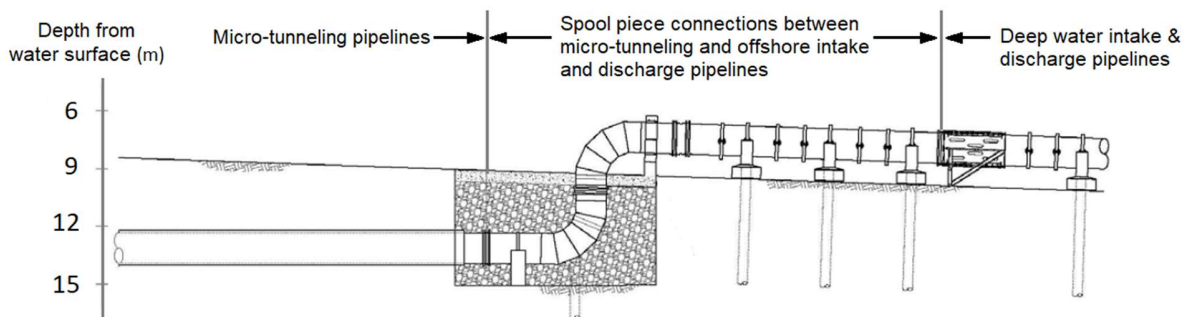 Depth from
water surface (m)
Micro-tunneling pipelines
Spool piece connections between
micro-tunneling and offshore intake
and discharge pipelines
Deep water intake &
discharge pipelines
6
9
12
15